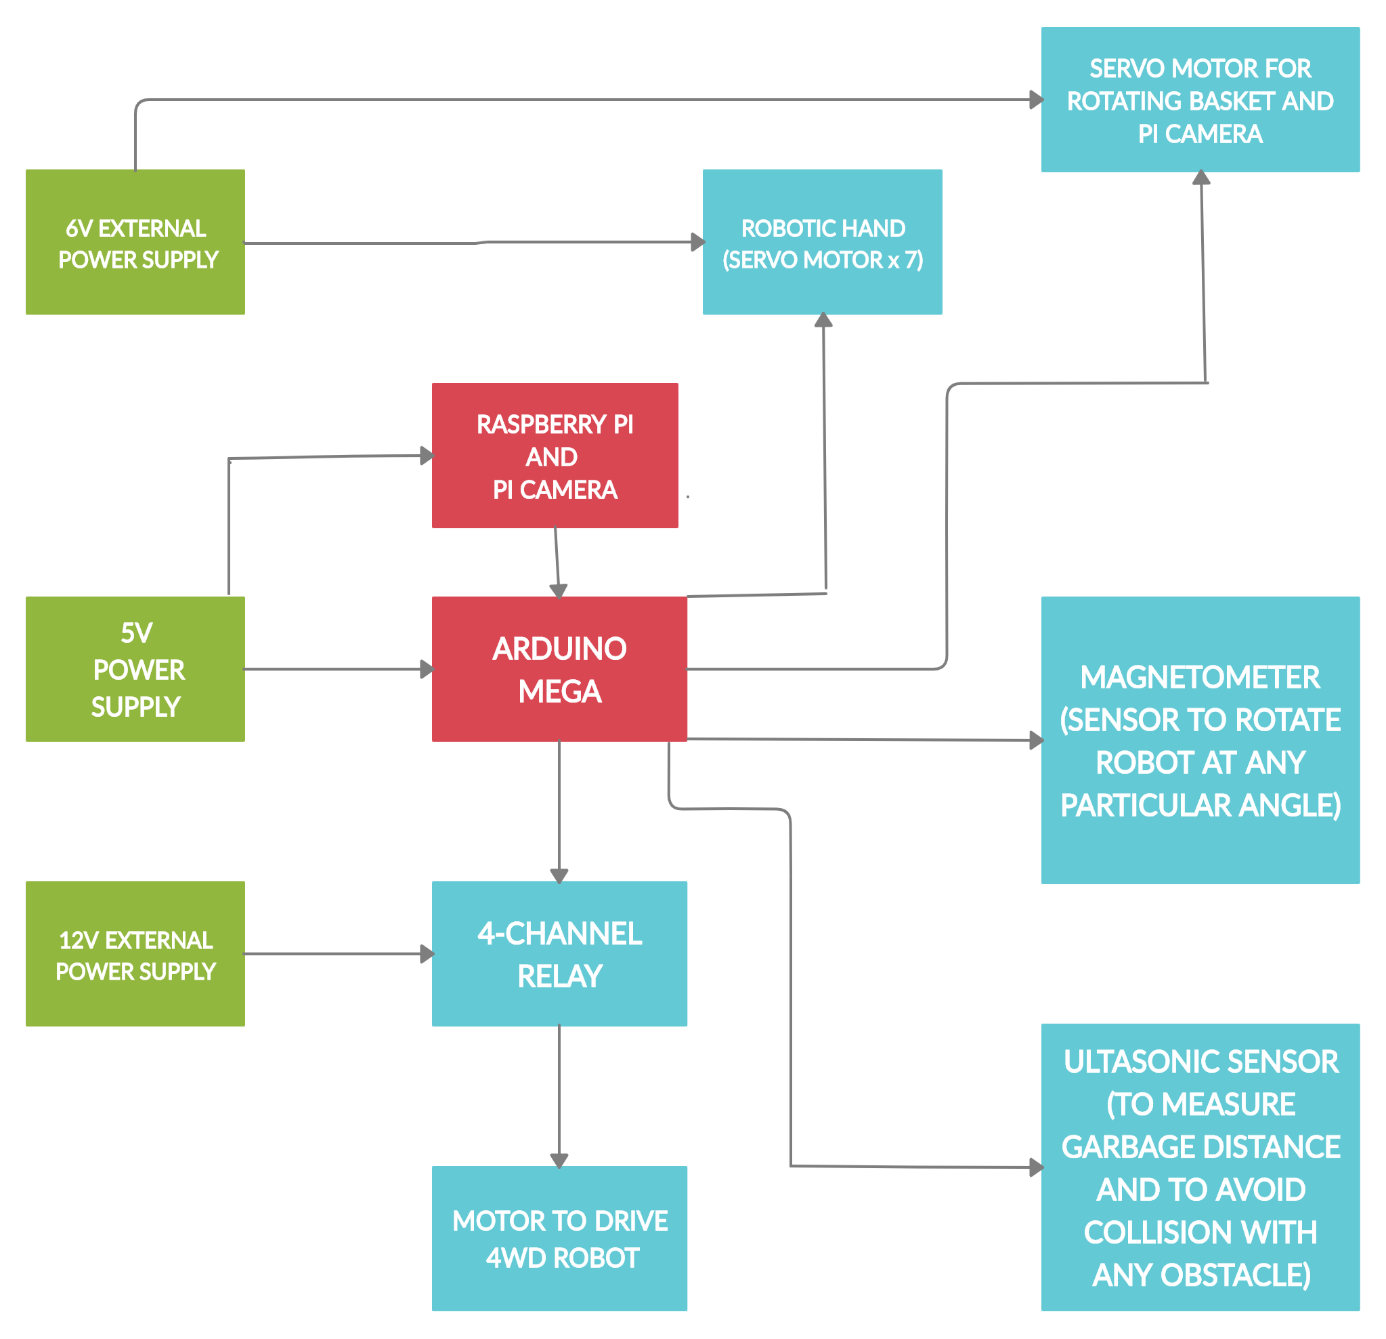 SERVO MOTOR FOR
ROTATING BASKET AND
PI CAMERA
6V EXTERNAL
POWER SUPPLY
ROBOTIC HAND
(SERVO MOTOR x 7)
RASPBERRY PI
AND
PI CAMERA
5V
POWER
SUPPLY
ARDUINO
MEGA
MAGNETOMETER
(SENSOR TO ROTATE
ROBOT AT ANY
PARTICULAR ANGLE)
12V EXTERNAL
POWER SUPPLY
4-CHANNEL
RELAY
ULTASONIC SENSOR
(TO MEASURE
GARBAGE DISTANCE
AND TO AVOID
COLLISION WITH
ANY OBSTACLE)
MOTOR TO DRIVE
4WD ROBOT